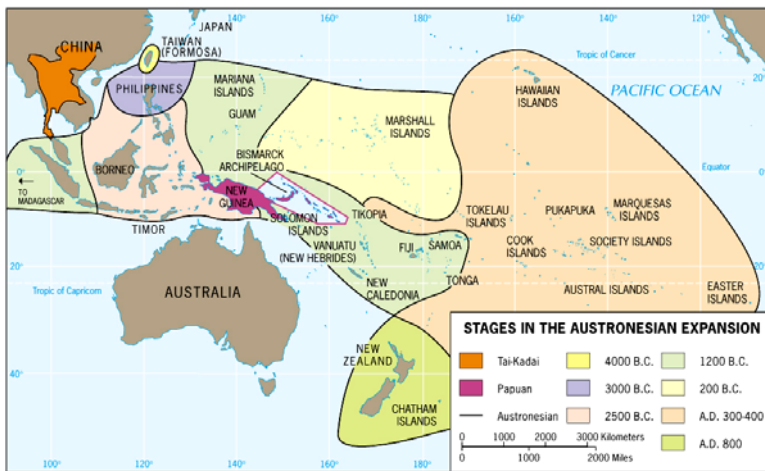 120°
140°
160°
180°
160°
140°
120°
JAPAN
CHINA
TAIWAN
(FORMOSA)
Tropic of Cancer
20°
PHILIPPINES
MARIANA
ISLANDS
GUAM
HAWAIIAN
ISLANDS
PACIFIC OCEAN
MARSHALL
ISLANDS
BISMARCK
ARCHIPELAGO
0°
BORNEO
Equator
0°
TO
MADAGASCAR
NEW
GUINEA
SOLOMON
ISLANDS
TIKOPIA
TOKELAU
ISLANDS
PUKAPUKA
MARQUESAS
ISLANDS
TIMOR
VANUATU
(NEW HEBRIDES)
FIJI
SAMOA
COOK
ISLANDS
SOCIETY ISLANDS
20°
20°
Tropic of Capricorn
AUSTRALIA
NEW
CALEDONIA
TONGA
AUSTRAL ISLANDS
EASTER
ISLANDS
NEW
ZEALAND
40°
CHATHAM
ISLANDS
100°
120°
140°
160°
180°
STAGES IN THE AUSTRONESIAN EXPANSION
Tai-Kadai
4000 B.C.
1200 B.C.
Papuan
3000 B.C.
200 B.C.
Austronesian
2500 B.C.
A.D. 300-400
0 1000 2000 3000 Kilometers
0 1000 2000 Miles
A.D. 800